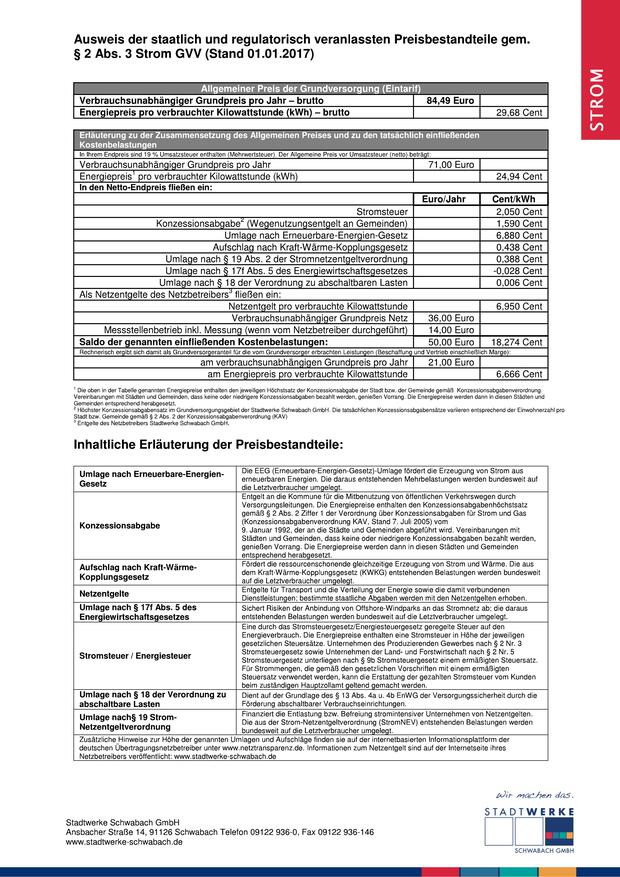 Ausweis der staatlich und regulatorisch veranlassten Preisbestandteile gem.
§ 2 Abs. 3 Strom GVV (Stand 01.01.2017)
STROM
Allgemeiner Preis der Grundversorgung (Eintarif)
Verbrauchsunabhängiger Grundpreis pro Jahr – brutto 84,49 Euro
Energiepreis pro verbrauchter Kilowattstunde (kWh) – brutto 29,68 Cent
Erläuterung zu der Zusammensetzung des Allgemeinen Preises und zu den tatsächlich einfließenden
Kostenbelastungen
In Ihrem Endpreis sind 19 % Umsatzsteuer enthalten (Mehrwertsteuer). Der Allgemeine Preis vor Umsatzsteuer (netto) beträgt:
Verbrauchsunabhängiger Grundpreis pro Jahr 71,00 Euro
Energiepreis¹ pro verbrauchter Kilowattstunde (kWh) 24,94 Cent
In den Netto-Endpreis fließen ein:
Euro/Jahr Cent/kWh
Stromsteuer 2,050 Cent
Konzessionsabgabe² (Wegenutzungsentgelt an Gemeinden) 1,590 Cent
Umlage nach Erneuerbare-Energien-Gesetz 6.880 Cent
Aufschlag nach Kraft-Wärme-Kopplungsgesetz 0.438 Cent
Umlage nach § 19 Abs. 2 der Stromnetzentgeltverordnung 0,388 Cent
Umlage nach § 17f Abs. 5 des Energiewirtschaftsgesetzes -0,028 Cent
Umlage nach § 18 der Verordnung zu abschaltbaren Lasten 0,006 Cent
Als Netzentgelte des Netzbetreibers³ fließen ein:
Netzentgelt pro verbrauchte Kilowattstunde 6,950 Cent
Verbrauchsunabhängiger Grundpreis Netz 36,00 Euro
Messstellenbetrieb inkl. Messung (wenn vom Netzbetreiber durchgeführt) 14,00 Euro
Saldo der genannten einfließenden Kostenbelastungen: 50,00 Euro 18,274 Cent
Rechnerisch ergibt sich damit als Grundversorgeranteil für die vom Grundversorger erbrachten Leistungen (Beschaffung und Vertrieb einschließlich Marge):
am verbrauchsunabhängigen Grundpreis pro Jahr 21,00 Euro
am Energiepreis pro verbrauchte Kilowattstunde 6,666 Cent
¹ Die oben in der Tabelle genannten Energiepreise enthalten den jeweiligen Höchstsatz der Konzessionsabgabe der Stadt bzw. der Gemeinde gemäß Konzessionsabgabenverordnung
Vereinbarungen mit Städten und Gemeinden, dass keine oder niedrigere Konzessionsabgaben bezahlt werden, genießen Vorrang. Die Energiepreise werden dann in diesen Städten und
Gemeinden entsprechend herabgesetzt.
² Höchster Konzessionsabgabensatz im Grundversorgungsgebiet der Stadtwerke Schwabach GmbH. Die tatsächlichen Konzessionsabgabensätze variieren entsprechend der Einwohnerzahl pro
Stadt bzw. Gemeinde gemäß § 2 Abs. 2 der Konzessionsabgabenverordnung (KAV)
³ Entgelte des Netzbetreibers Stadtwerke Schwabach GmbH.
Inhaltliche Erläuterung der Preisbestandteile:
Umlage nach Erneuerbare-Energien-
Gesetz
Die EEG (Erneuerbare-Energien-Gesetz)-Umlage fördert die Erzeugung von Strom aus
erneuerbaren Energien. Die daraus entstehenden Mehrbelastungen werden bundesweit auf
die Letztverbraucher umgelegt.
Konzessionsabgabe
Entgelt an die Kommune für die Mitbenutzung von öffentlichen Verkehrswegen durch
Versorgungsleitungen. Die Energiepreise enthalten den Konzessionsabgabenhöchstsatz
gemäß § 2 Abs. 2 Ziffer 1 der Verordnung über Konzessionsabgaben für Strom und Gas
(Konzessionsabgabenverordnung KAV, Stand 7. Juli 2005) vom
9. Januar 1992, der an die Städte und Gemeinden abgeführt wird. Vereinbarungen mit
Städten und Gemeinden, dass keine oder niedrigere Konzessionsabgaben bezahlt werden,
genießen Vorrang. Die Energiepreise werden dann in diesen Städten und Gemeinden
entsprechend herabgesetzt.
Aufschlag nach Kraft-Wärme-
Kopplungsgesetz
Fördert die ressourcenschonende gleichzeitige Erzeugung von Strom und Wärme. Die aus
dem Kraft-Wärme-Kopplungsgesetz (KWKG) entstehenden Belastungen werden bundesweit
auf die Letztverbraucher umgelegt.
Netzentgelte
Entgelte für Transport und die Verteilung der Energie sowie die damit verbundenen
Dienstleistungen; bestimmte staatliche Abgaben werden mit den Netzentgelten erhoben.
Umlage nach § 17f Abs. 5 des
Energiewirtschaftsgesetzes
Sichert Risiken der Anbindung von Offshore-Windparks an das Stromnetz ab; die daraus
entstehenden Belastungen werden bundesweit auf die Letztverbraucher umgelegt.
Stromsteuer / Energiesteuer
Eine durch das Stromsteuergesetz/Energiesteuergesetz geregelte Steuer auf den
Energieverbrauch. Die Energiepreise enthalten eine Stromsteuer in Höhe der jeweiligen
gesetzlichen Steuersätze. Unternehmen des Produzierenden Gewerbes nach § 2 Nr. 3
Stromsteuergesetz sowie Unternehmen der Land- und Forstwirtschaft nach § 2 Nr. 5
Stromsteuergesetz unterliegen nach § 9b Stromsteuergesetz einem ermäßigten Steuersatz.
Für Strommengen, die gemäß den gesetzlichen Vorschriften mit einem ermäßigten
Steuersatz verwendet werden, kann die Erstattung der gezahlten Stromsteuer vom Kunden
beim zuständigen Hauptzollamt geltend gemacht werden.
Umlage nach § 18 der Verordnung zu
abschaltbare Lasten
Dient auf der Grundlage des § 13 Abs. 4a u. 4b EnWG der Versorgungssicherheit durch die
Förderung abschaltbarer Verbrauchseinrichtungen.
Umlage nach§ 19 Strom-
Netzentgeltverordnung
Finanziert die Entlastung bzw. Befreiung stromintensiver Unternehmen von Netzentgelten.
Die aus der Strom-Netzentgeltverordnung (StromNEV) entstehenden Belastungen werden
bundesweit auf die Letztverbraucher umgelegt.
Zusätzliche Hinweise zur Höhe der genannten Umlagen und Aufschläge finden sie auf der internetbasierten Informationsplattform der
deutschen Übertragungsnetzbetreiber unter www.netztransparenz.de. Informationen zum Netzentgelt sind auf der Internetseite ihres
Netzbetreibers veröffentlicht: www.stadtwerke-schwabach.de
Wir machen das.
STADTWERKE
SCHWABACH GMBH
Stadtwerke Schwabach GmbH
Ansbacher Straße 14, 91126 Schwabach Telefon 09122 936-0, Fax 09122 936-146
www.stadtwerke-schwabach.de